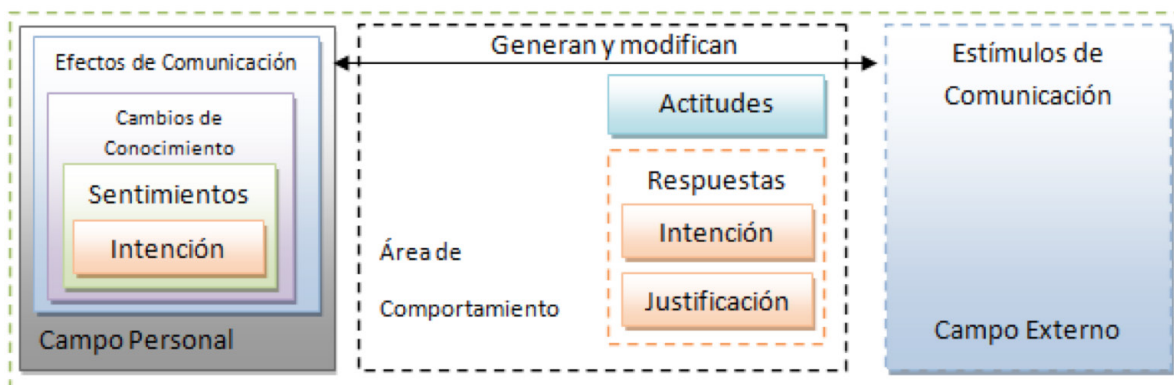 Efectos de Comunicación
Cambios de
Conocimiento
Sentimientos
Intención
Campo Personal
Generan y modifican
Actitudes
Respuestas
Intención
Justificación
Área de
Comportamiento
Estímulos de
Comunicación
Campo Externo